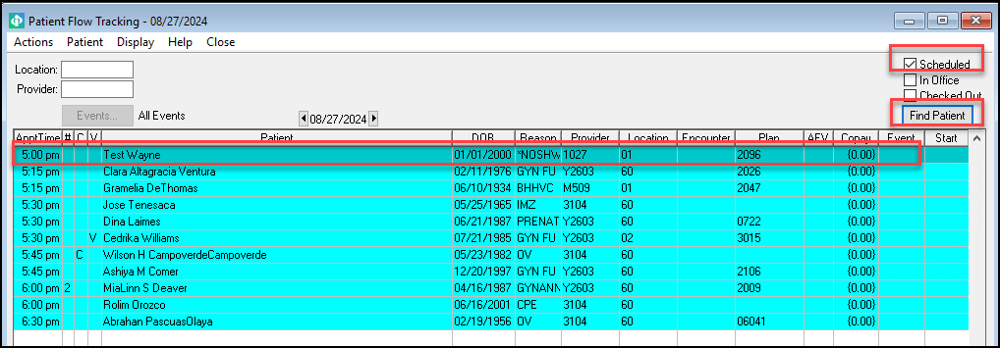 Patient Flow Tracking - 08/27/2024
Actions Patient Display Help Close
Location:
Provider:
Scheduled
In Office
Checked Out
Events... All Events 08/27/2024 Find Patient
ApptTime # C V Patient DOB Reason Provider Location Encounter Plan AEV Copay Event Start
5:00 pm Test Wayne 01/01/2000 *NOSHW 1027 01 2096 {0.00}
5:15 pm Clara Altagracia Ventura 02/11/1976 GYN FU Y2603 60 2026 {0.00}
5:15 pm Gramelia DeThomas 06/10/1934 BHHVC M509 01 2047 {0.00}
5:30 pm Jose Tenesaca 05/25/1965 IMZ 3104 60 {0.00}
5:30 pm Dina Laimes 06/21/1987 PRENAT Y2603 60 0722 {0.00}
5:30 pm V Cedrika Williams 07/21/1985 GYN FU Y2603 02 3015 {0.00}
5:45 pm C Wilson H CampoverdeCampoverde 05/23/1982 OV 3104 60 {0.00}
5:45 pm Ashiya M Comer 12/20/1997 GYN FU Y2603 60 2106 {0.00}
6:00 pm 2 MiaLinn S Deaver 04/16/1987 GYNANN Y2603 60 2009 {0.00}
6:00 pm Rolim Orozco 06/16/2001 CPE 3104 60 {0.00}
6:30 pm Abrahan PascuasOlaya 02/19/1956 OV 3104 60 06041 {0.00}